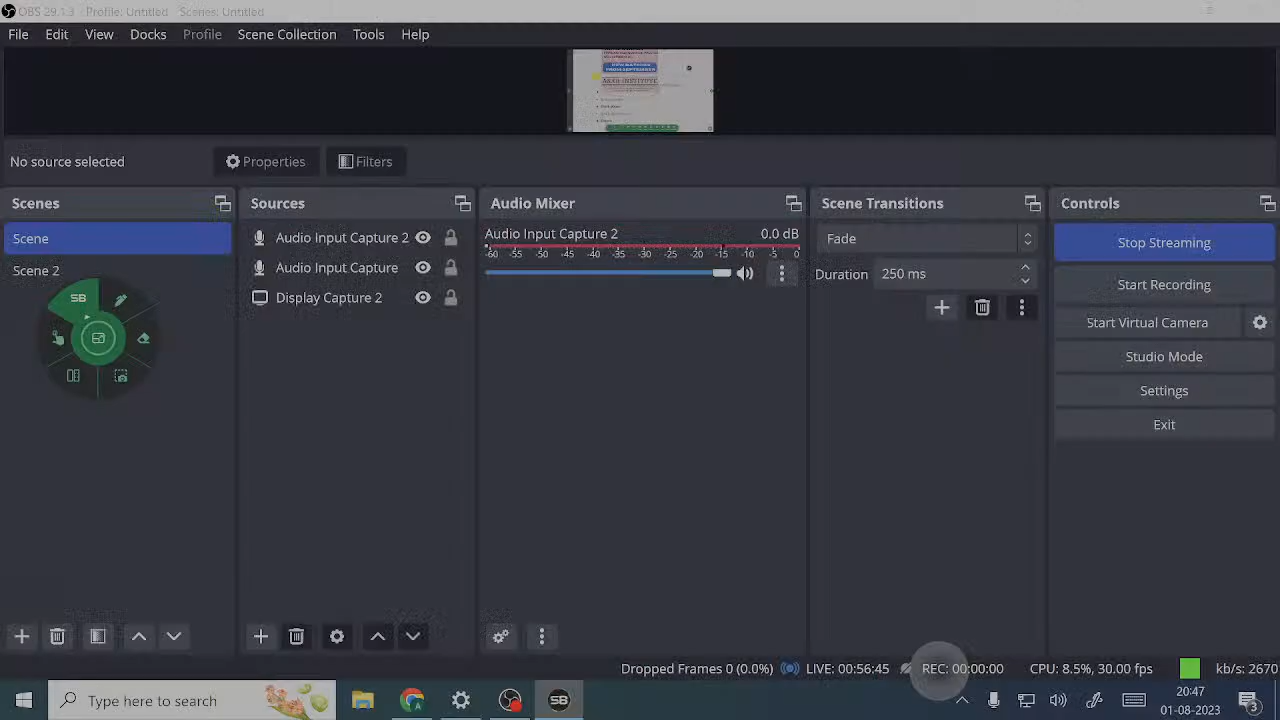 OBS 29.1.3 - Profile: Untitled - Scenes: Untitled
File Edit View Docks Profile Scene Collection Tools Help
No source selected Properties Filters
Scenes Sources Audio Mixer Scene Transitions Controls
Scene
Scene 2
SB
Audio Input Capture 2
Audio Input Capture
Display Capture 2
Audio Input Capture 2 0.0 dB
-60 -55 -50 -45 -40 -35 -30 -25 -20 -15 -10 -5 0
Fade
Duration 250 ms
Stop Streaming
Start Recording
Start Virtual Camera
Studio Mode
Settings
Exit
Dropped Frames 0 (0.0%) LIVE: 00:56:45 REC: 00:00:00 CPU: 8.5%, 30.00 fps kb/s: 2670
Type here to search SB 20:47
01-08-2023 3